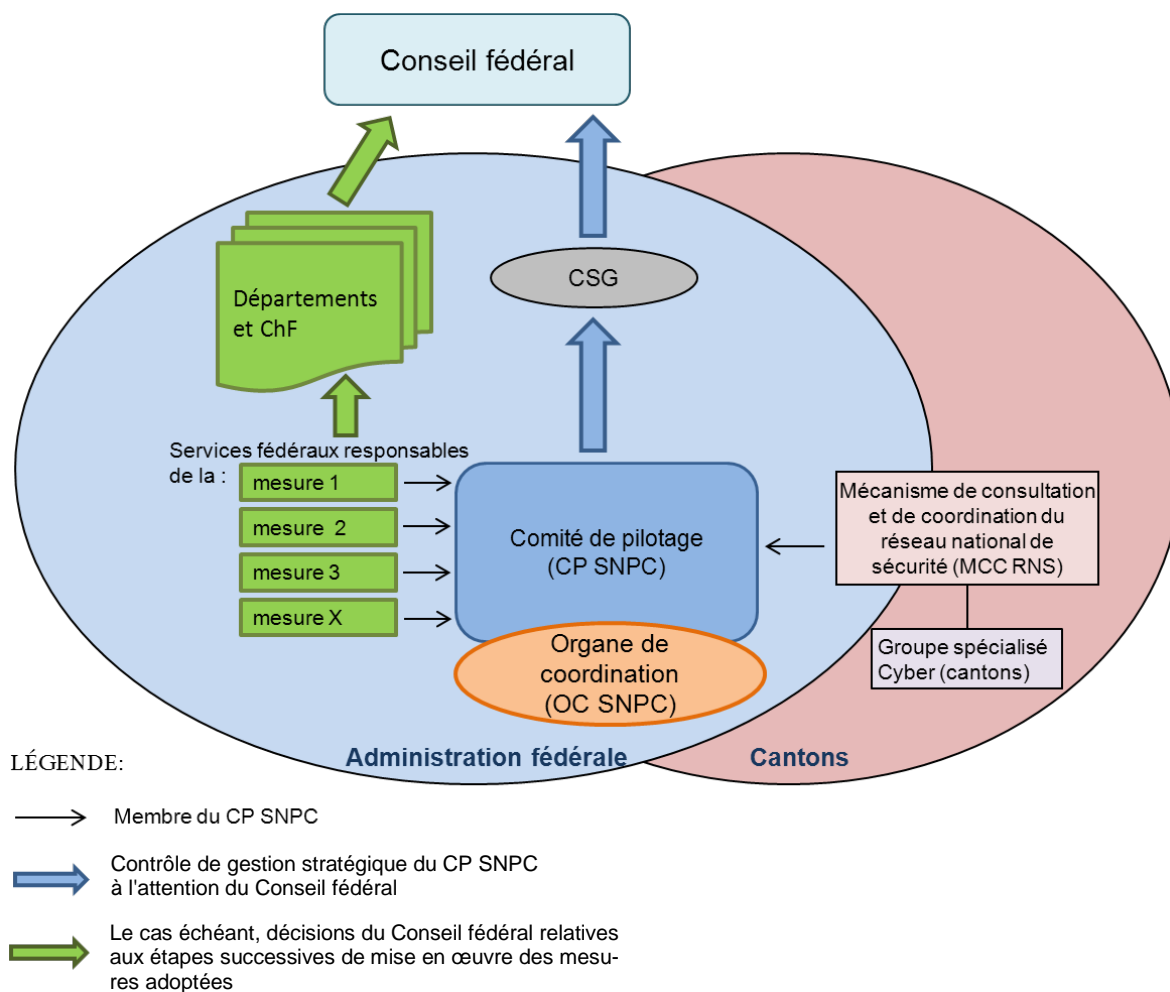 Conseil fédéral
CSG
Départements
et ChF
Services fédéraux responsables
de la :
mesure 1
mesure 2
mesure 3
mesure X
Comité de pilotage
(CP SNPC)
Organe de
coordination
(OC SNPC)
Mécanisme de consultation
et de coordination du
réseau national de
sécurité (MCC RNS)
Groupe spécialisé
Cyber (cantons)
Administration fédérale
Cantons
LÉGENDE:
Membre du CP SNPC
Contrôle de gestion stratégique du CP SNPC
à l'attention du Conseil fédéral
Le cas échéant, décisions du Conseil fédéral relatives
aux étapes successives de mise en œuvre des mesu-
res adoptées